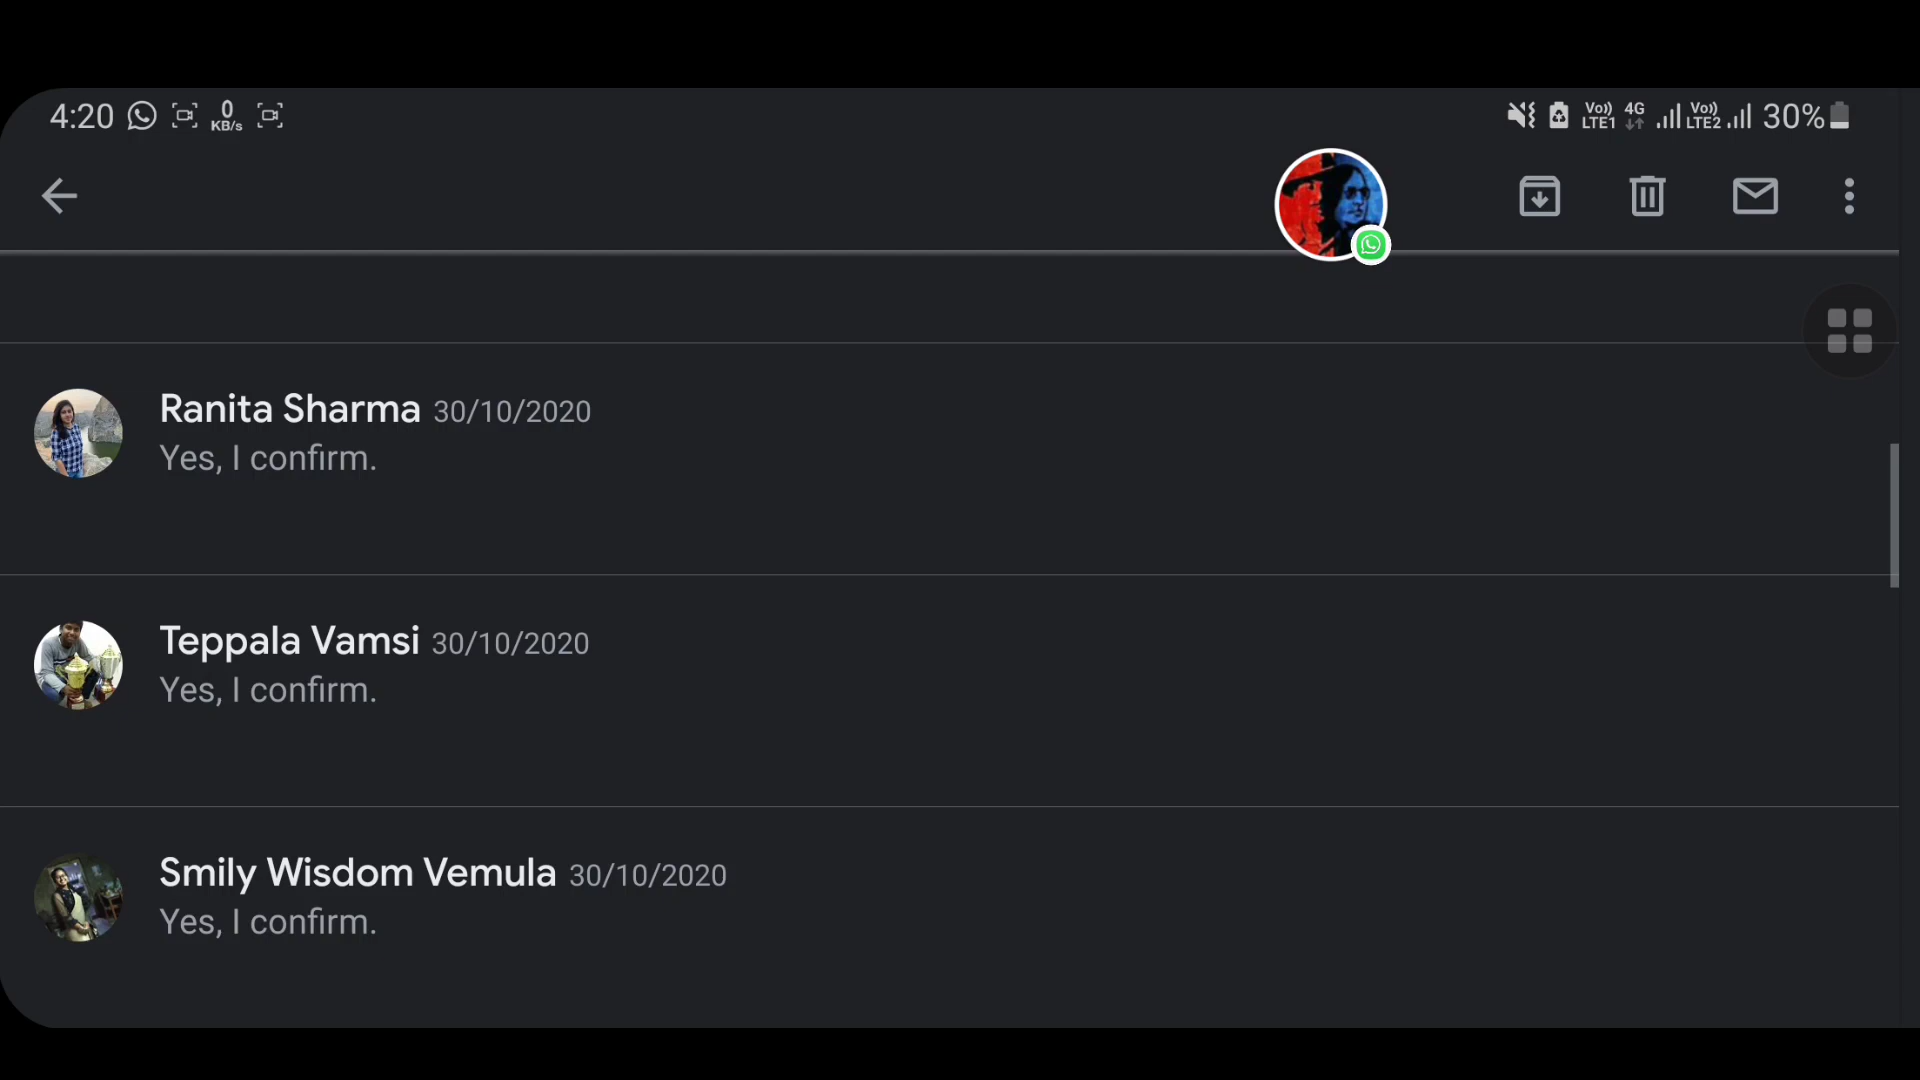 4:20 0 KB/s Vo)) LTE1 4G Vo)) LTE2 30%
Ranita Sharma 30/10/2020
Yes, I confirm.
Teppala Vamsi 30/10/2020
Yes, I confirm.
Smily Wisdom Vemula 30/10/2020
Yes, I confirm.